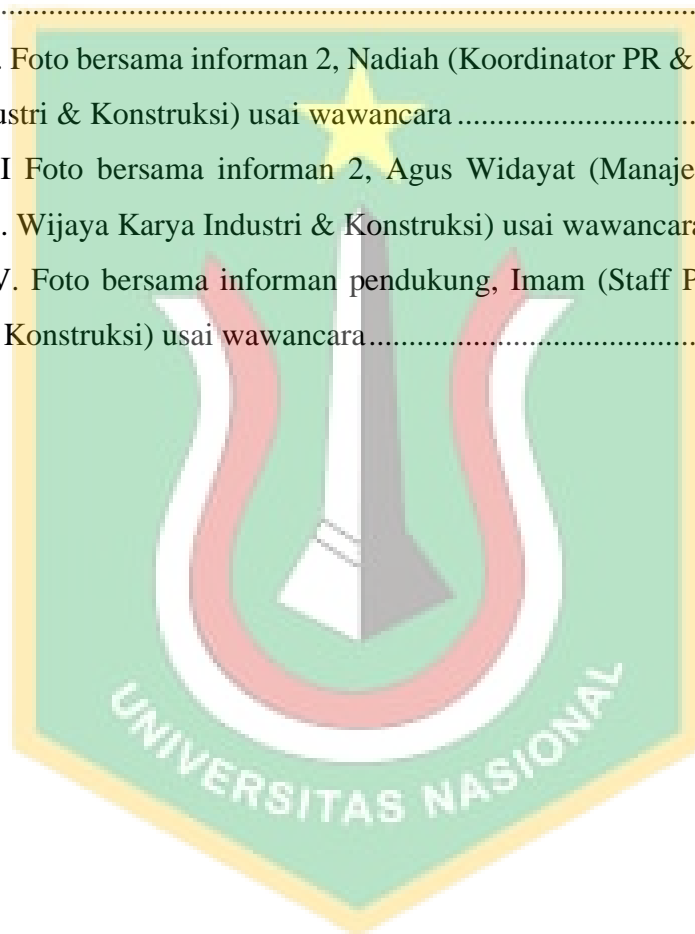 ................................................................................................
. Foto bersama informan 2, Nadiah (Koordinator PR &
ustri & Konstruksi) usai wawancara ................................
I Foto bersama informan 2, Agus Widayat (Manaje
. Wijaya Karya Industri & Konstruksi) usai wawancara
V. Foto bersama informan pendukung, Imam (Staff P
Konstruksi) usai wawancara ...........................................
UNIVERSITAS NASIONAL